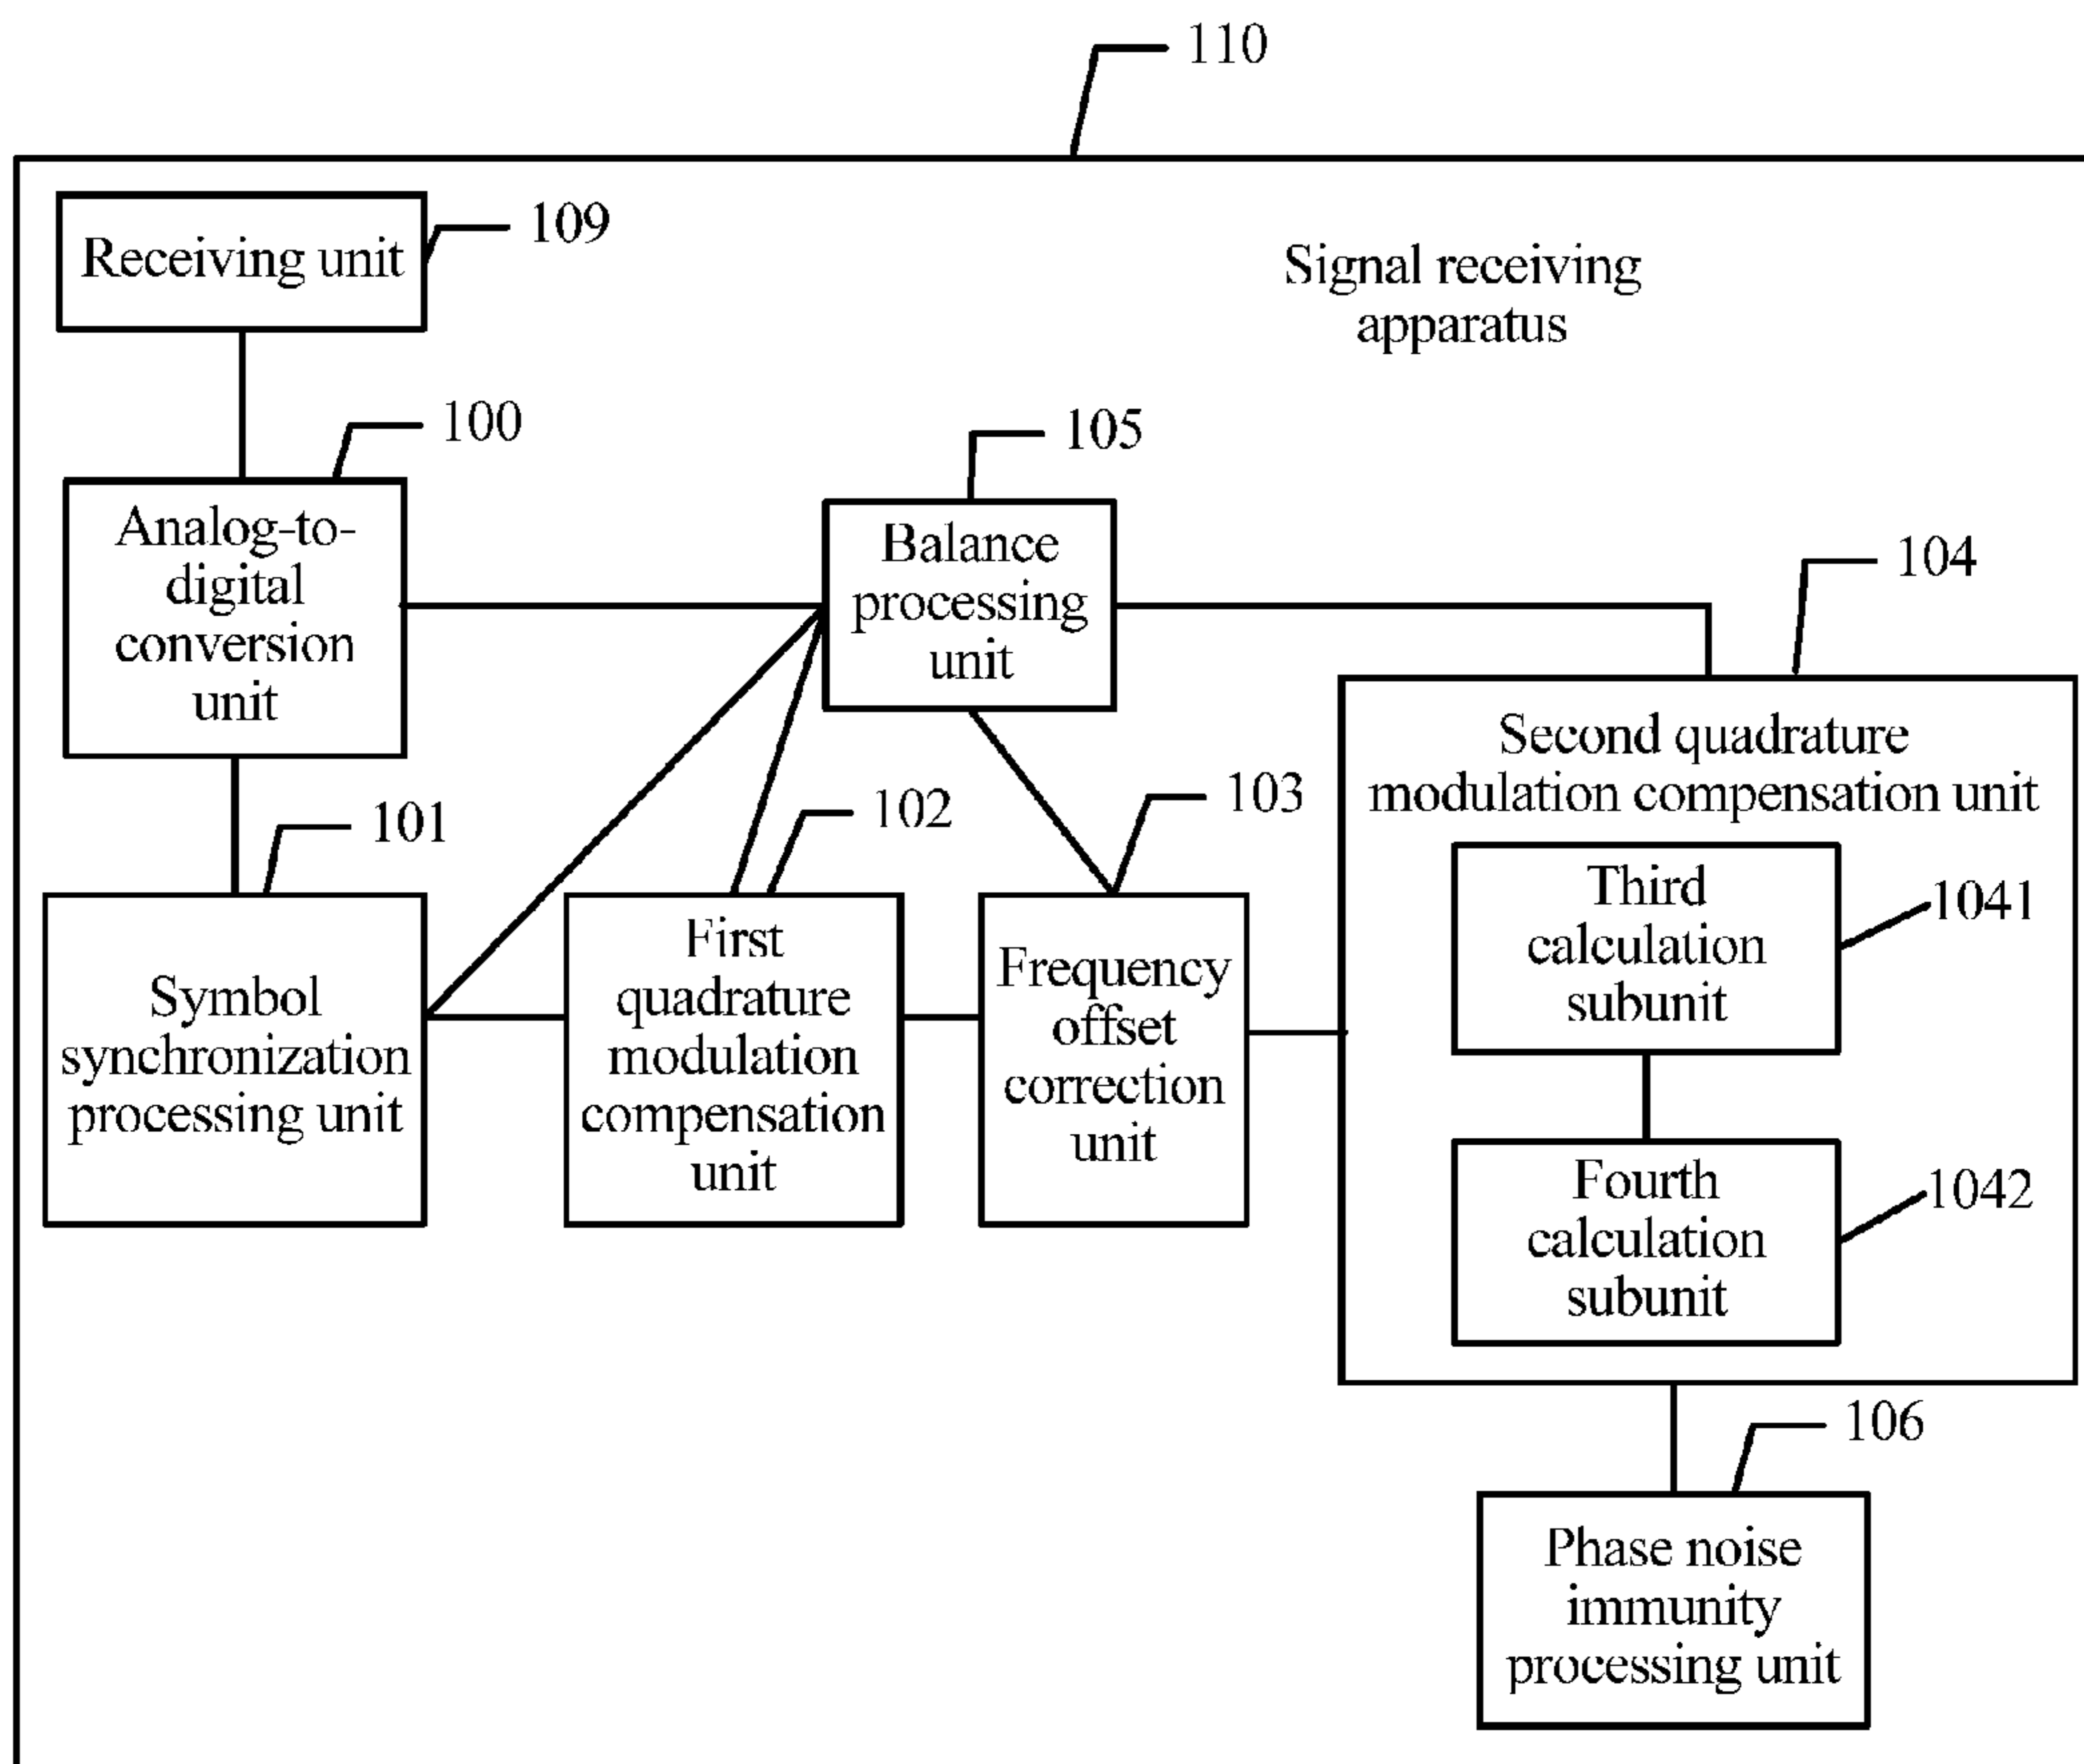 110
Receiving unit
109
Signal receiving
apparatus
100
Analog-to-
digital
conversion
unit
105
Balance
processing
unit
104
Second quadrature
modulation compensation unit
101
Symbol
synchronization
processing unit
102
First
quadrature
modulation
compensation
unit
103
Frequency
offset
correction
unit
Third
calculation
subunit
1041
Fourth
calculation
subunit
1042
106
Phase noise
immunity
processing unit